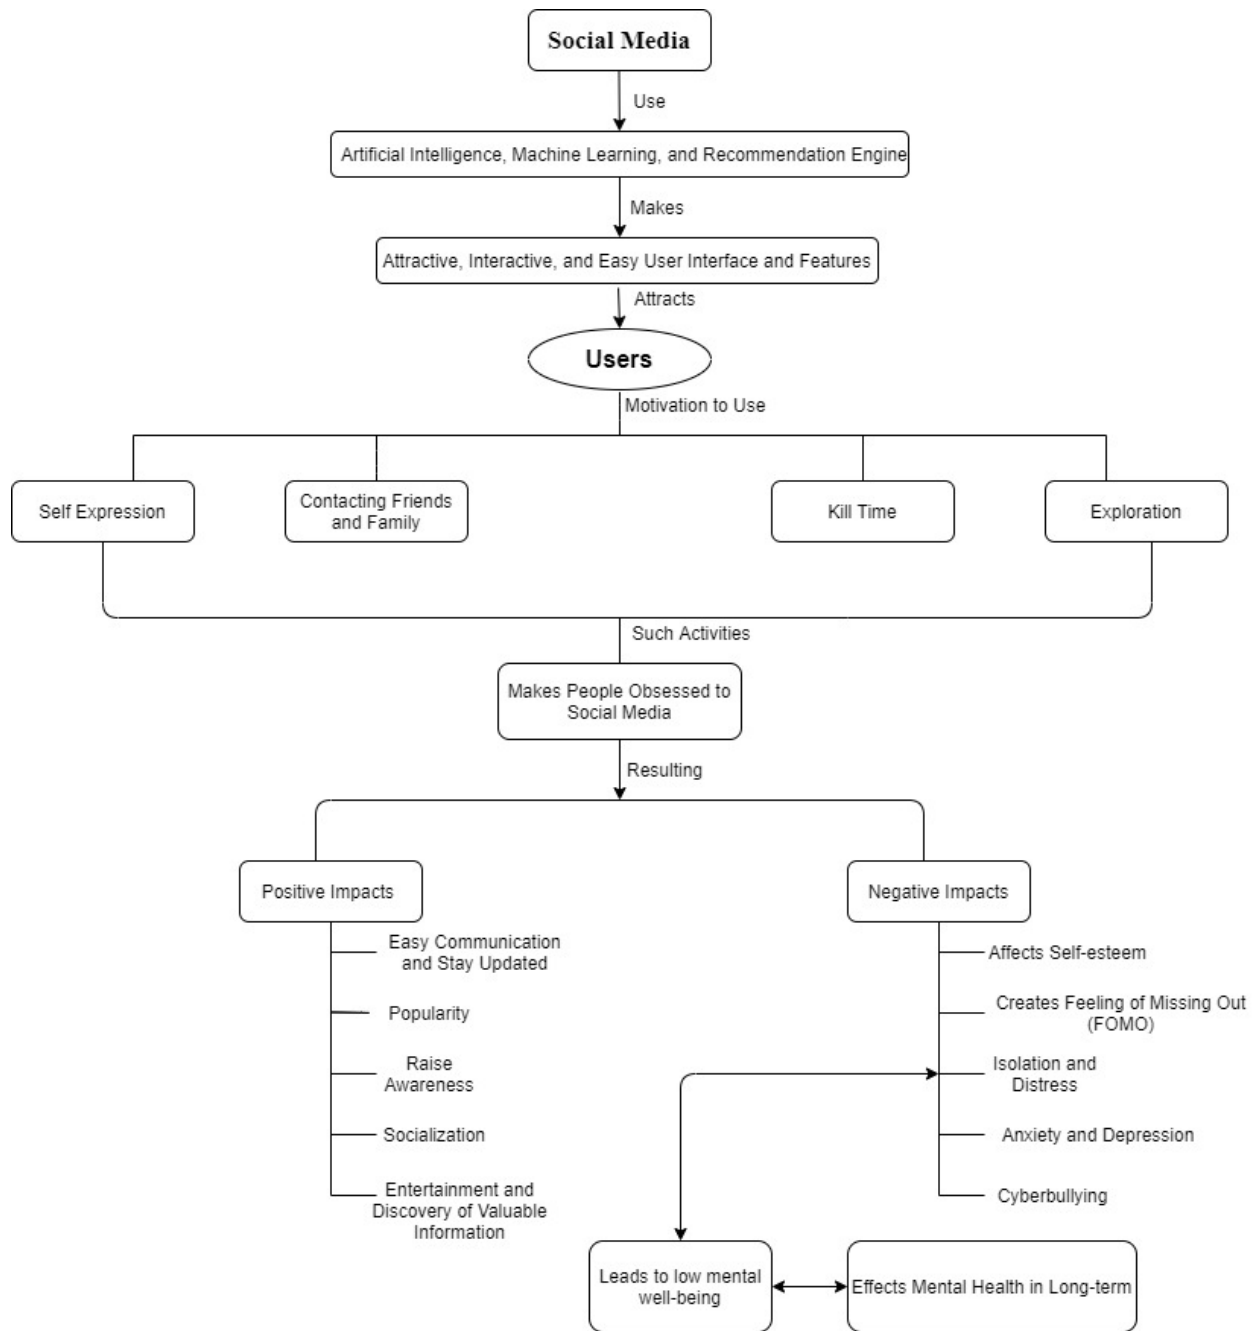 Social Media
Use
Artificial Intelligence, Machine Learning, and Recommendation Engine
Makes
Attractive, Interactive, and Easy User Interface and Features
Attracts
Users
Motivation to Use
Self Expression
Contacting Friends
and Family
Kill Time
Exploration
Such Activities
Makes People Obsessed to
Social Media
Resulting
Positive Impacts
Easy Communication
and Stay Updated
Popularity
Raise
Awareness
Socialization
Entertainment and
Discovery of Valuable
Information
Negative Impacts
Affects Self-esteem
Creates Feeling of Missing Out
(FOMO)
Isolation and
Distress
Anxiety and Depression
Cyberbullying
Leads to low mental
well-being
Effects Mental Health in Long-term